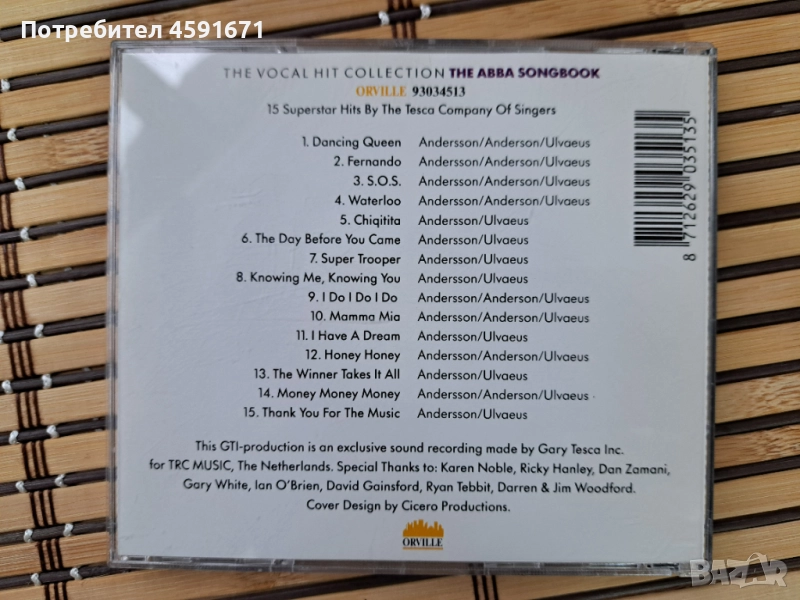 Потребител 4591671
THE VOCAL HIT COLLECTION THE ABBA SONGBOOK
ORVILLE 93034513
15 Superstar Hits By The Tesca Company Of Singers
1. Dancing Queen Andersson/Anderson/Ulvaeus
2. Fernando Andersson/Anderson/Ulvaeus
3. S.O.S. Andersson/Anderson/Ulvaeus
4. Waterloo Andersson/Anderson/Ulvaeus
5. Chiqitita Andersson/Ulvaeus
6. The Day Before You Came Andersson/Ulvaeus
7. Super Trooper Andersson/Ulvaeus
8. Knowing Me, Knowing You Andersson/Ulvaeus
9. I Do I Do I Do Andersson/Anderson/Ulvaeus
10. Mamma Mia Andersson/Anderson/Ulvaeus
11. I Have A Dream Andersson/Ulvaeus
12. Honey Honey Andersson/Anderson/Ulvaeus
13. The Winner Takes It All Andersson/Ulvaeus
14. Money Money Money Andersson/Anderson/Ulvaeus
15. Thank You For The Music Andersson/Ulvaeus
8 712629 035135
This GTI-production is an exclusive sound recording made by Gary Tesca Inc.
for TRC MUSIC, The Netherlands. Special Thanks to: Karen Noble, Ricky Hanley, Dan Zamani,
Gary White, Ian O'Brien, David Gainsford, Ryan Tebbit, Darren & Jim Woodford.
Cover Design by Cicero Productions.
ORVILLE
BAZAR